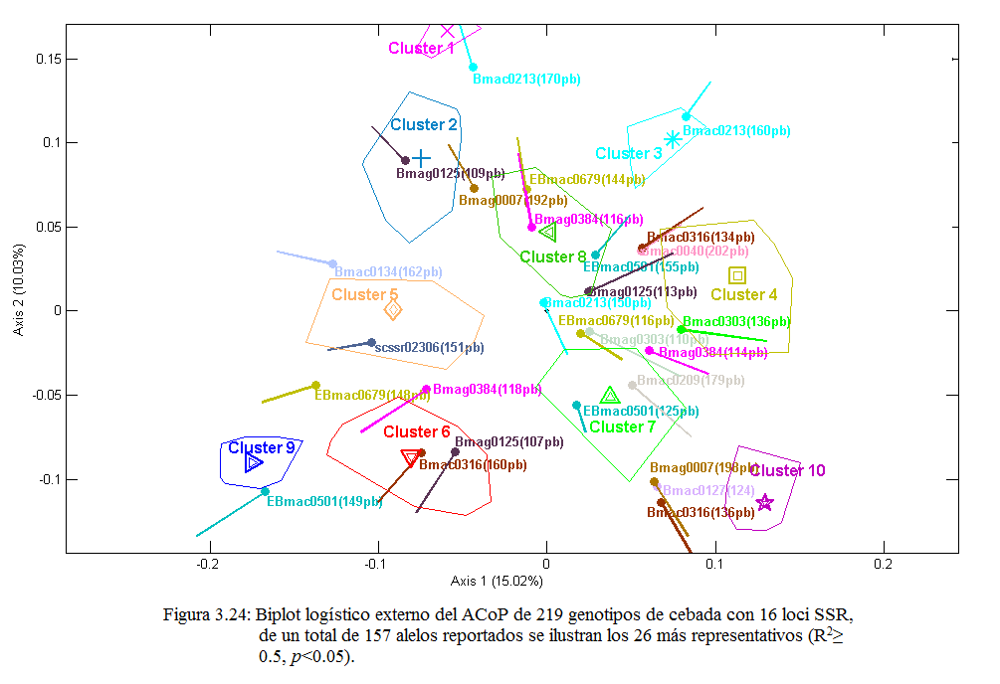 Cluster 1
0.15
Bmac0213(170pb)
Cluster 2
Bmac0213(160pb)
0.1
Cluster 3
Bmag0125(109pb)
EBmac0679(144pb)
Bmag0007(192pb)
Bmag0384(116pb)
0.05
Bmac0316(134pb)
Bmac0040(202pb)
Cluster 8
EBmac0501(155pb)
Bmac0134(162pb)
Cluster 5
Bmag0125(113pb)
Cluster 4
Bmac0213(150pb)
0
EBmac0679(116pb)
Bmac0303(136pb)
Bmac0303(110pb)
scssr02306(151pb)
Bmag0384(114pb)
Bmac0209(179pb)
-0.05
EBmac0679(148pb)
Bmag0384(118pb)
EBmac0501(125pb)
Cluster 7
Cluster 6
Bmag0125(107pb)
Cluster 9
Bmac0316(160pb)
Bmag0007(198pb)
Cluster 10
-0.1
Bmac0127(124)
EBmac0501(149pb)
Bmac0316(136pb)
Axis 2 (10.03%)
-0.2
-0.1
0
0.1
0.2
Axis 1 (15.02%)
Figura 3.24: Biplot logístico externo del ACoP de 219 genotipos de cebada con 16 loci SSR,
de un total de 157 alelos reportados se ilustran los 26 más representativos (R²≥
0.5, p<0.05).